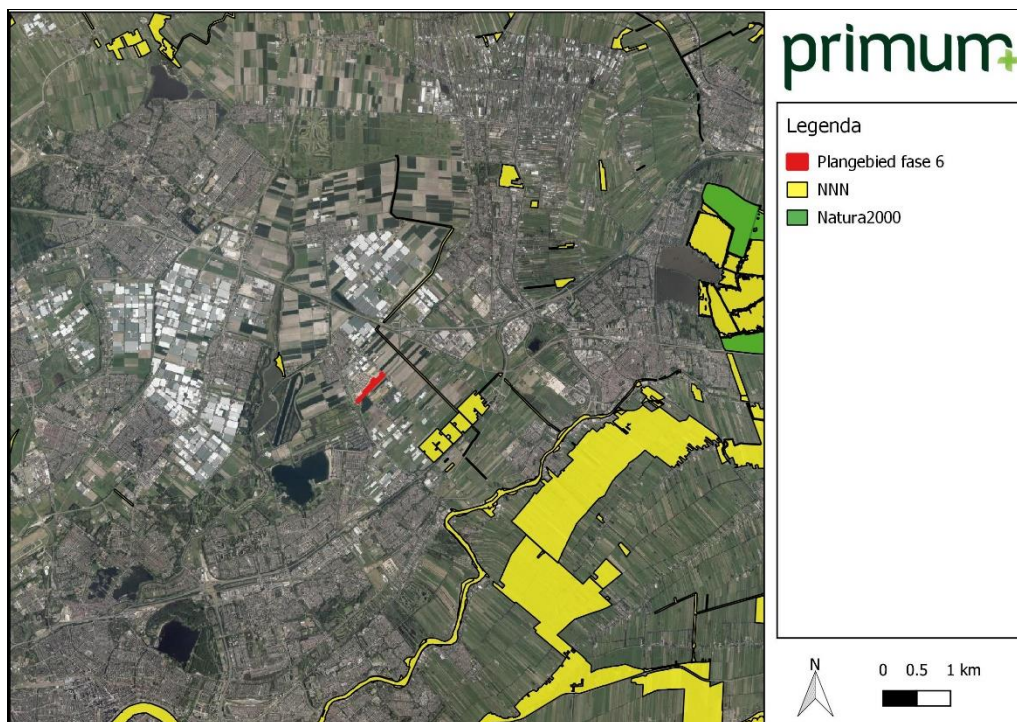 primum+
Legenda
Plangebied fase 6
NNN
Natura2000
N
0 0.5 1 km